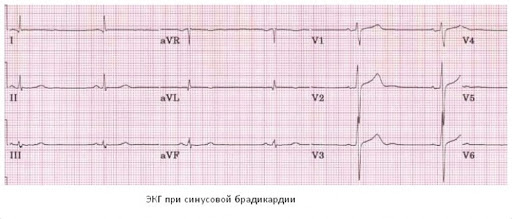 I aVR V1 V4
II aVL V2 V5
III aVF V3 V6
ЭКГ при синусовой брадикардии